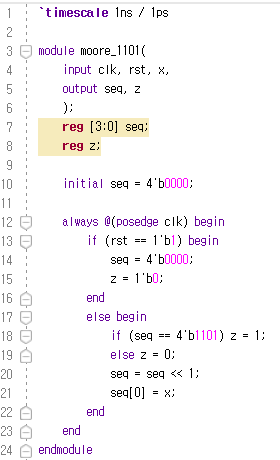 1 `timescale 1ns / 1ps
2
3 module moore_1101(
4 input clk, rst, x,
5 output seq, z
6 );
7 reg [3:0] seq;
8 reg z;
9
10 initial seq = 4'b0000;
11
12 always @(posedge clk) begin
13 if (rst == 1'b1) begin
14 seq = 4'b0000;
15 z = 1'b0;
16 end
17 else begin
18 if (seq == 4'b1101) z = 1;
19 else z = 0;
20 seq = seq << 1;
21 seq[0] = x;
22 end
23 end
24 endmodule